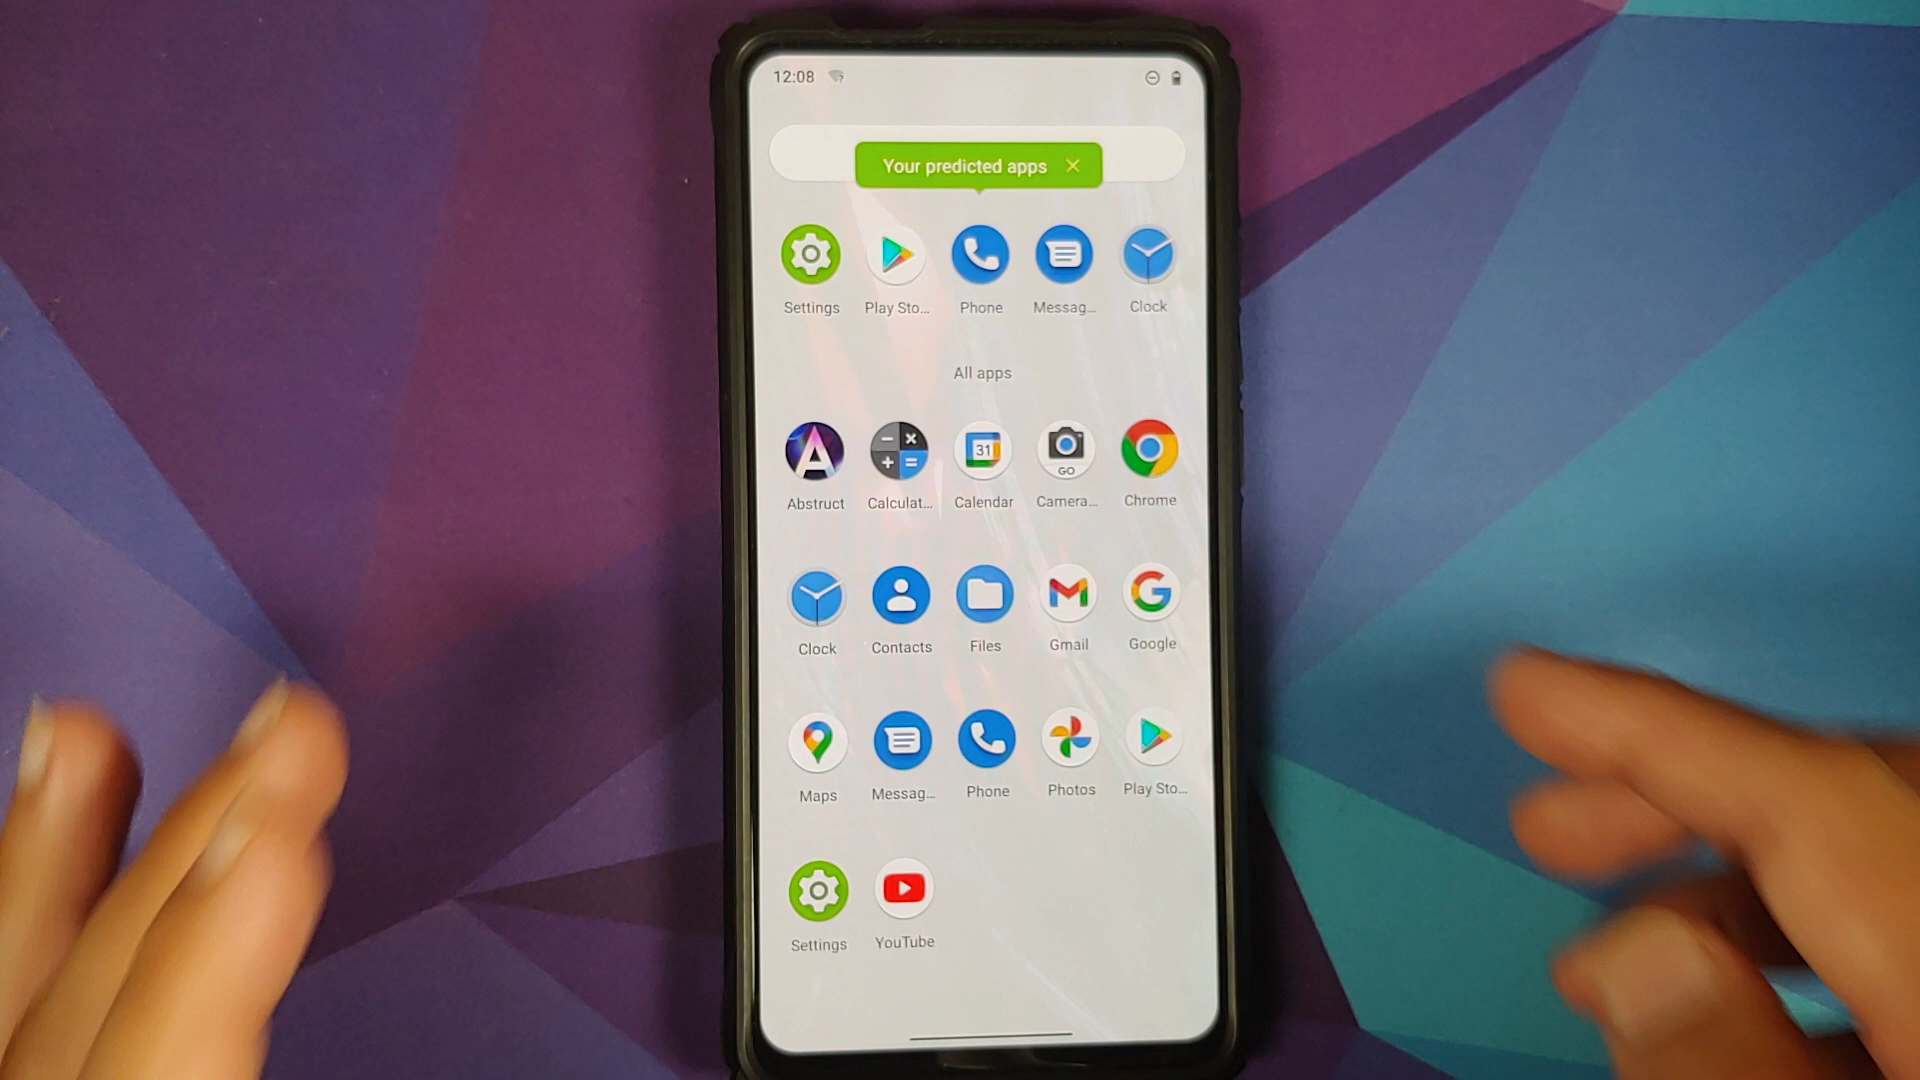 12:08
Your predicted apps
Settings Play Sto... Phone Messag... Clock
All apps
31 GO
Abstruct Calculat... Calendar Camera... Chrome
Clock Contacts Files Gmail Google
Maps Messag... Phone Photos Play Sto...
Settings YouTube